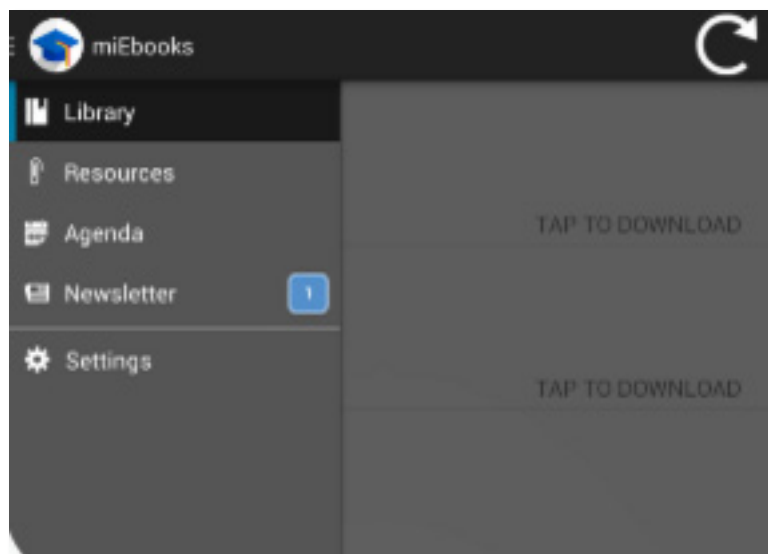 miEbooks
Library
Resources
Agenda
Newsletter 1
Settings
TAP TO DOWNLOAD
TAP TO DOWNLOAD